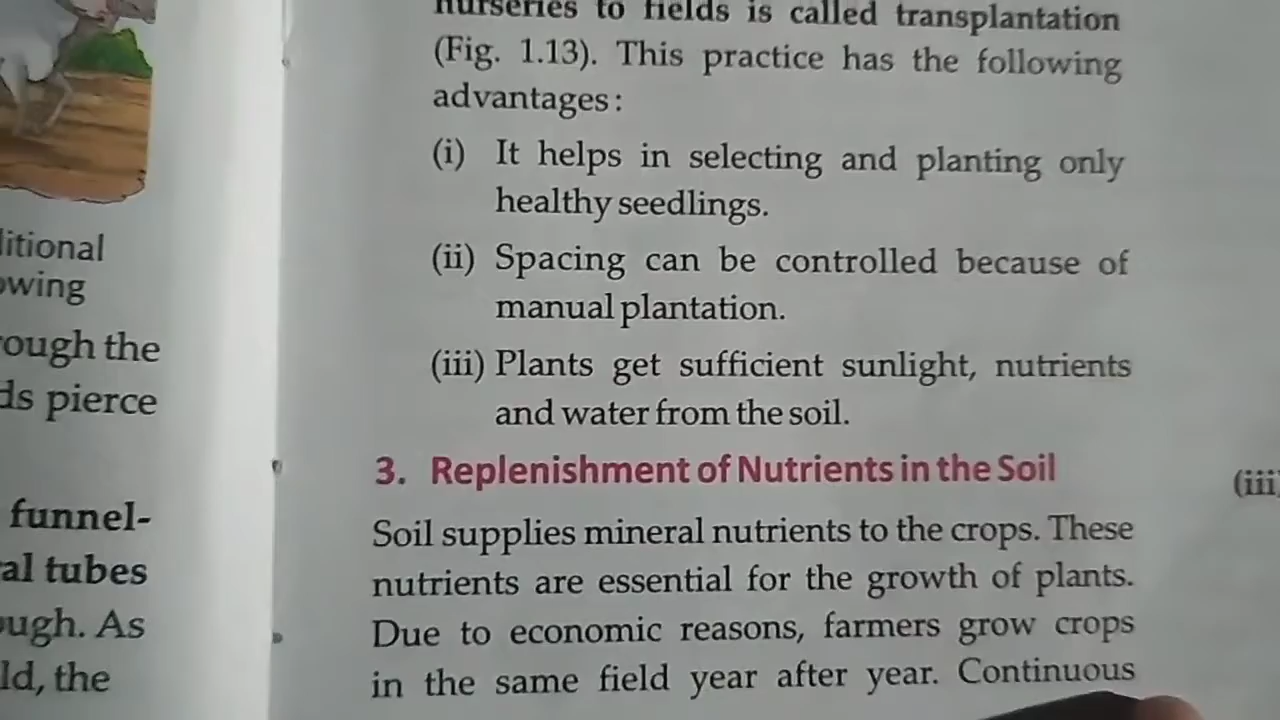 litional
owing
ough the
ds pierce
funnel-
al tubes
ough. As
ld, the
nurseries to fields is called transplantation
(Fig. 1.13). This practice has the following
advantages:
(i) It helps in selecting and planting only
healthy seedlings.
(ii) Spacing can be controlled because of
manual plantation.
(iii) Plants get sufficient sunlight, nutrients
and water from the soil.
3. Replenishment of Nutrients in the Soil
Soil supplies mineral nutrients to the crops. These
nutrients are essential for the growth of plants.
Due to economic reasons, farmers grow crops
in the same field year after year. Continuous
(iii)